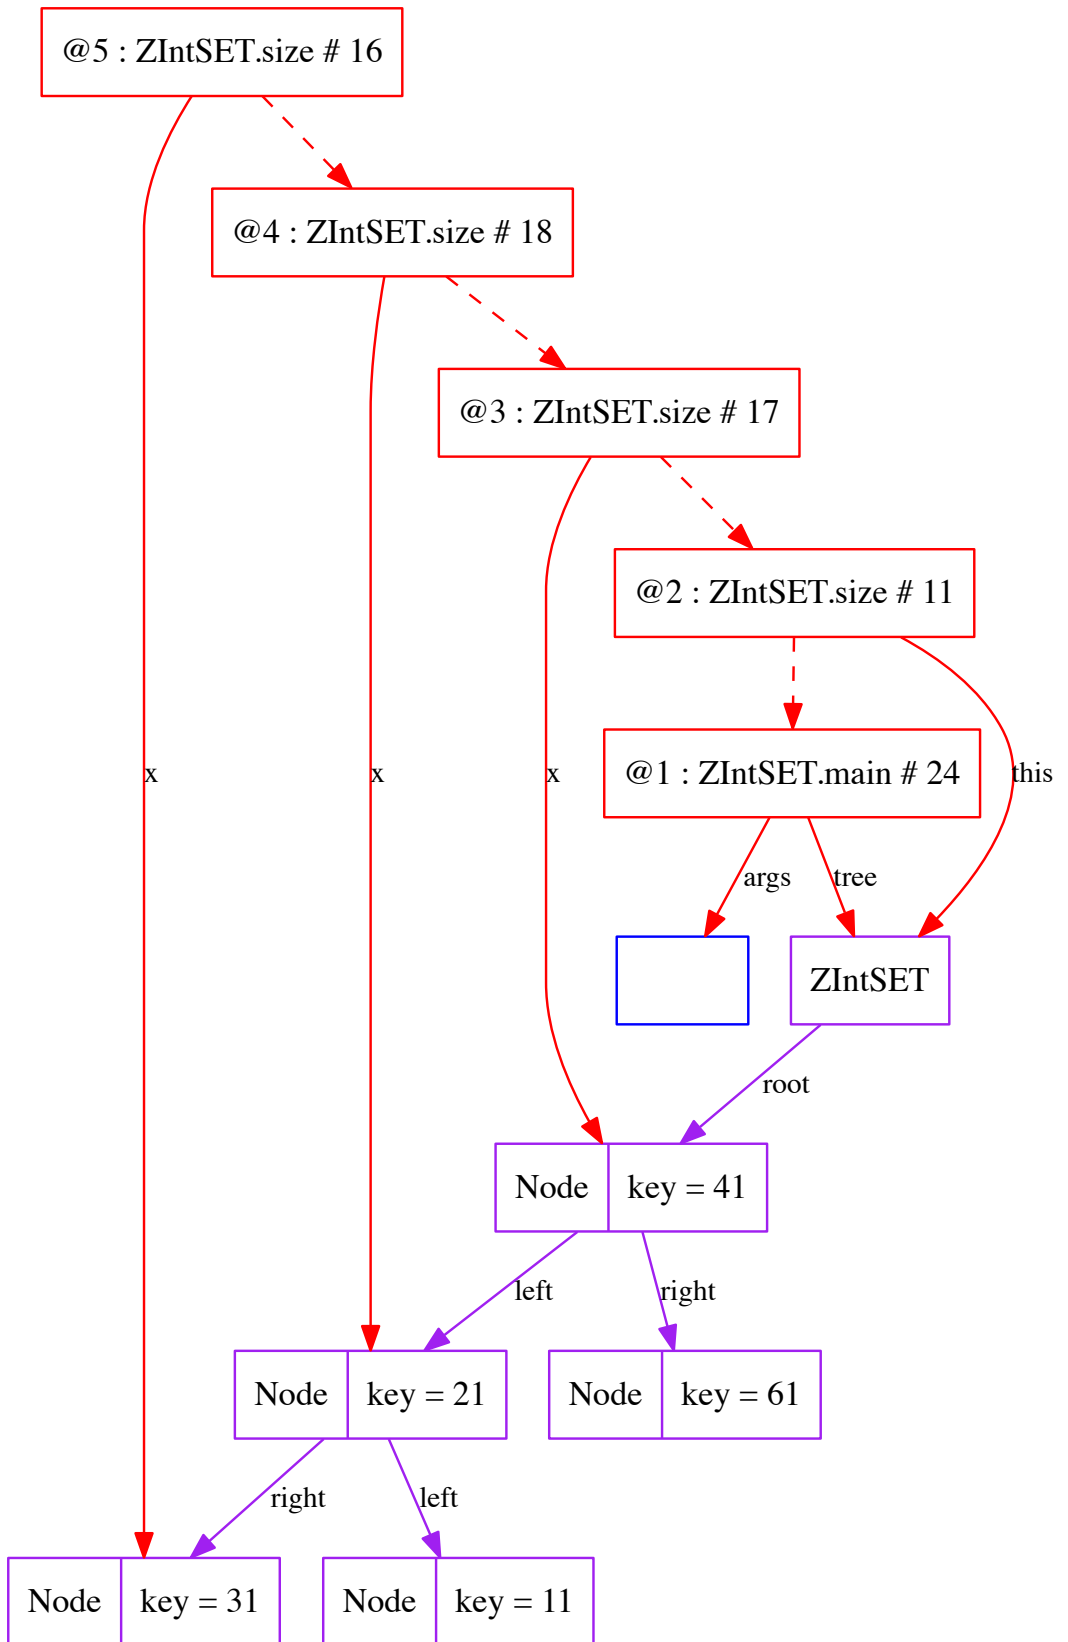 @5 : ZIntSET.size # 16
@4 : ZIntSET.size # 18
@3 : ZIntSET.size # 17
@2 : ZIntSET.size # 11
x
x
x
@1 : ZIntSET.main # 24
this
args
tree
ZIntSET
root
Node
key = 41
left
right
Node
key = 21
Node
key = 61
right
left
Node
key = 31
Node
key = 11